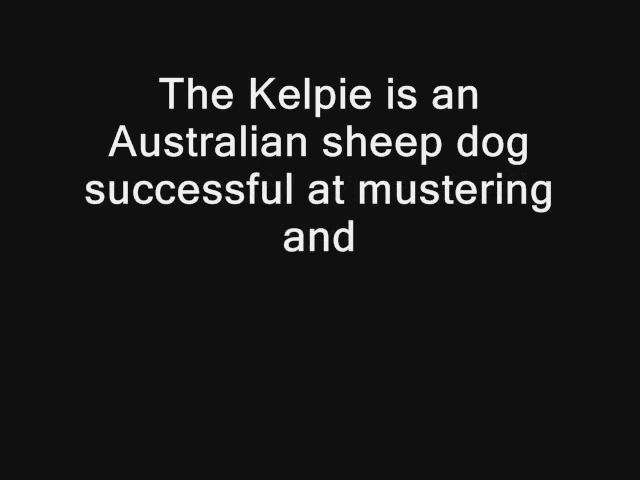 The Kelpie is an
Australian sheep dog
successful at mustering
and